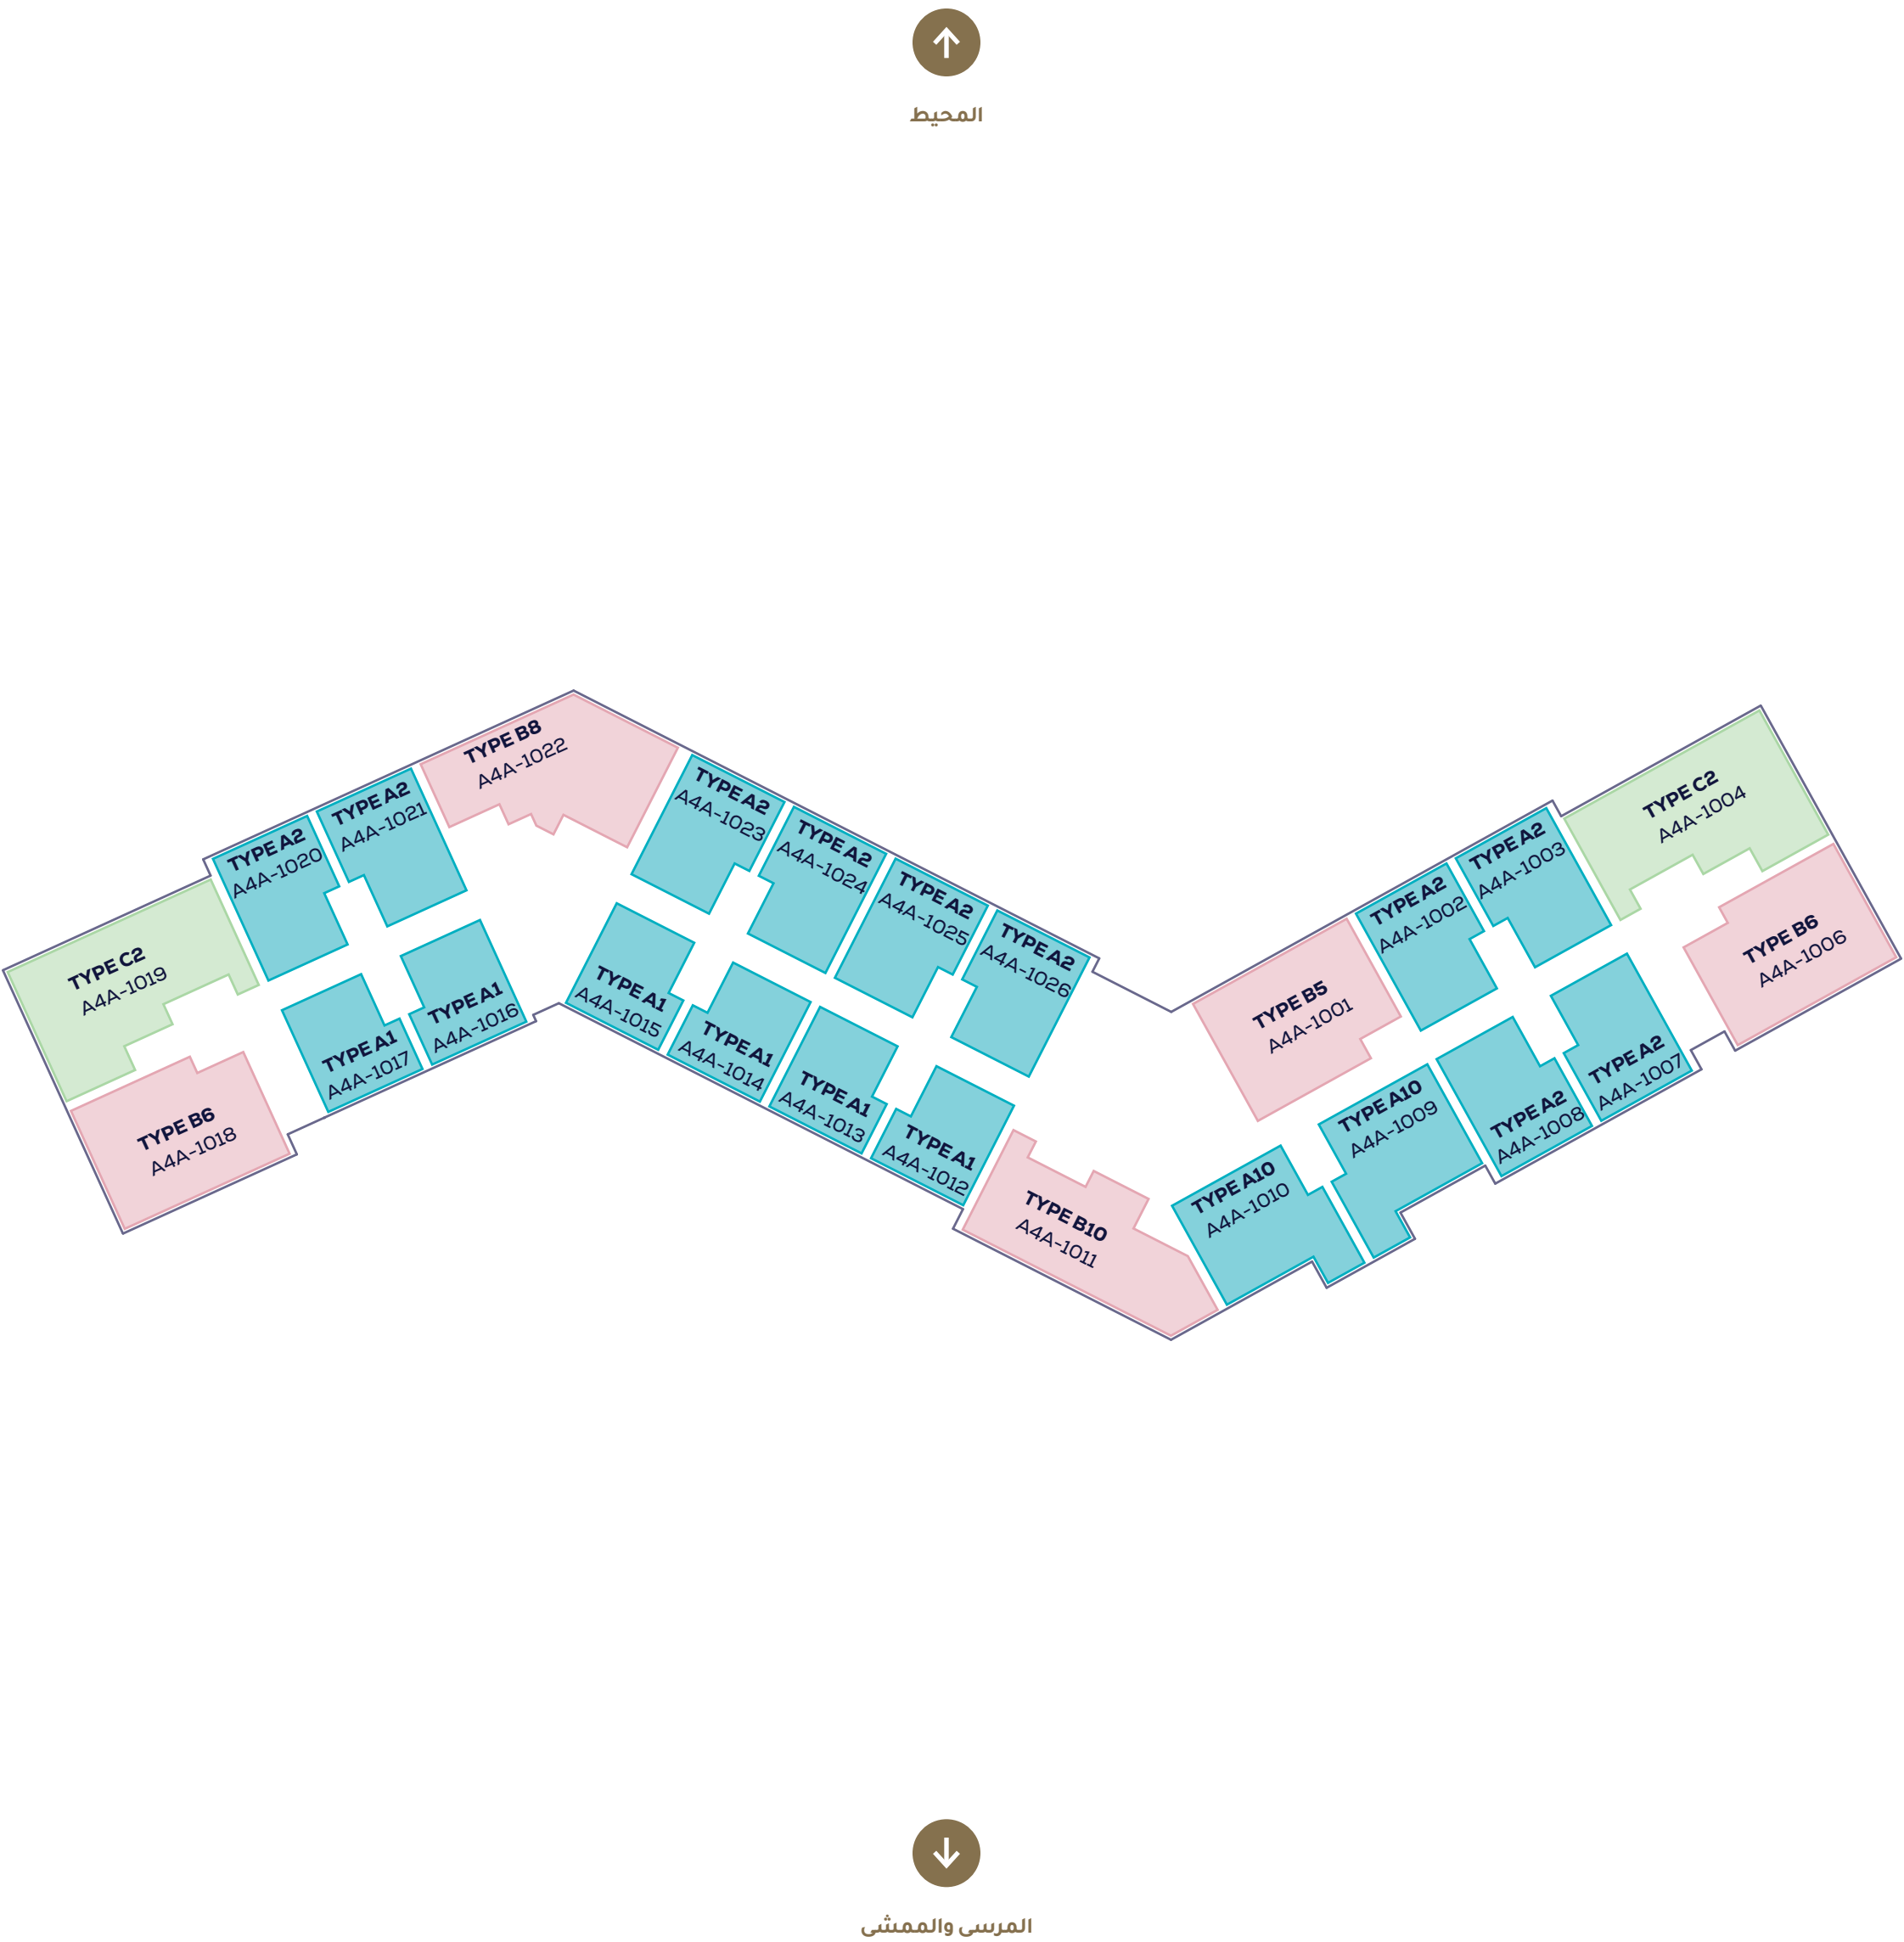 المحيط
TYPE B8
A4A-1022
TYPE A2
A4A-1023
TYPE A2
A4A-1021
TYPE A2
A4A-1020
TYPE A2
A4A-1024
TYPE A2
A4A-1025
TYPE A2
A4A-1026
TYPE C2
A4A-1019
TYPE A1
A4A-1015
TYPE A1
A4A-1016
TYPE A1
A4A-1017
TYPE A1
A4A-1014
TYPE A1
A4A-1013
TYPE A1
A4A-1012
TYPE B6
A4A-1018
TYPE B10
A4A-1011
TYPE C2
A4A-1004
TYPE A2
A4A-1003
TYPE A2
A4A-1002
TYPE B6
A4A-1006
TYPE B5
A4A-1001
TYPE A2
A4A-1007
TYPE A2
A4A-1008
TYPE A10
A4A-1009
TYPE A10
A4A-1010
المرسى والممشى